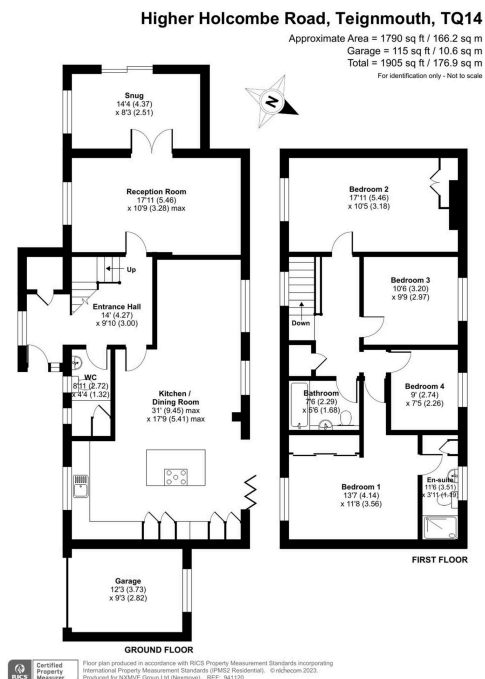 Higher Holcombe Road, Teignmouth, TQ14
Approximate Area = 1790 sq ft / 166.2 sq m
Garage = 115 sq ft / 10.6 sq m
Total = 1905 sq ft / 176.9 sq m
For identification only - Not to scale
N
Snug
14'4 (4.37)
x 8'3 (2.51)
Reception Room
17'11 (5.46)
x 10'9 (3.28) max
Up
Entrance Hall
14' (4.27)
x 9'10 (3.00)
WC
8'11 (2.72)
x 4'4 (1.32)
Kitchen /
Dining Room
31' (9.45) max
x 17'9 (5.41) max
Garage
12'3 (3.73)
x 9'3 (2.82)
GROUND FLOOR
Bedroom 2
17'11 (5.46)
x 10'5 (3.18)
Bedroom 3
10'6 (3.20)
x 9'9 (2.97)
Down
Bedroom 4
9' (2.74)
x 7'5 (2.26)
Bathroom
7'6 (2.29)
x 5'6 (1.68)
Bedroom 1
13'7 (4.14)
x 11'8 (3.56)
En-suite
11'6 (3.51)
x 3'11 (1.19)
FIRST FLOOR
RICS
Certified
Property
Measurer
Floor plan produced in accordance with RICS Property Measurement Standards incorporating
International Property Measurement Standards (IPMS2 Residential). © nichecom 2023.
Produced for NXMVE Group Ltd (Nexmove). REF: 941120